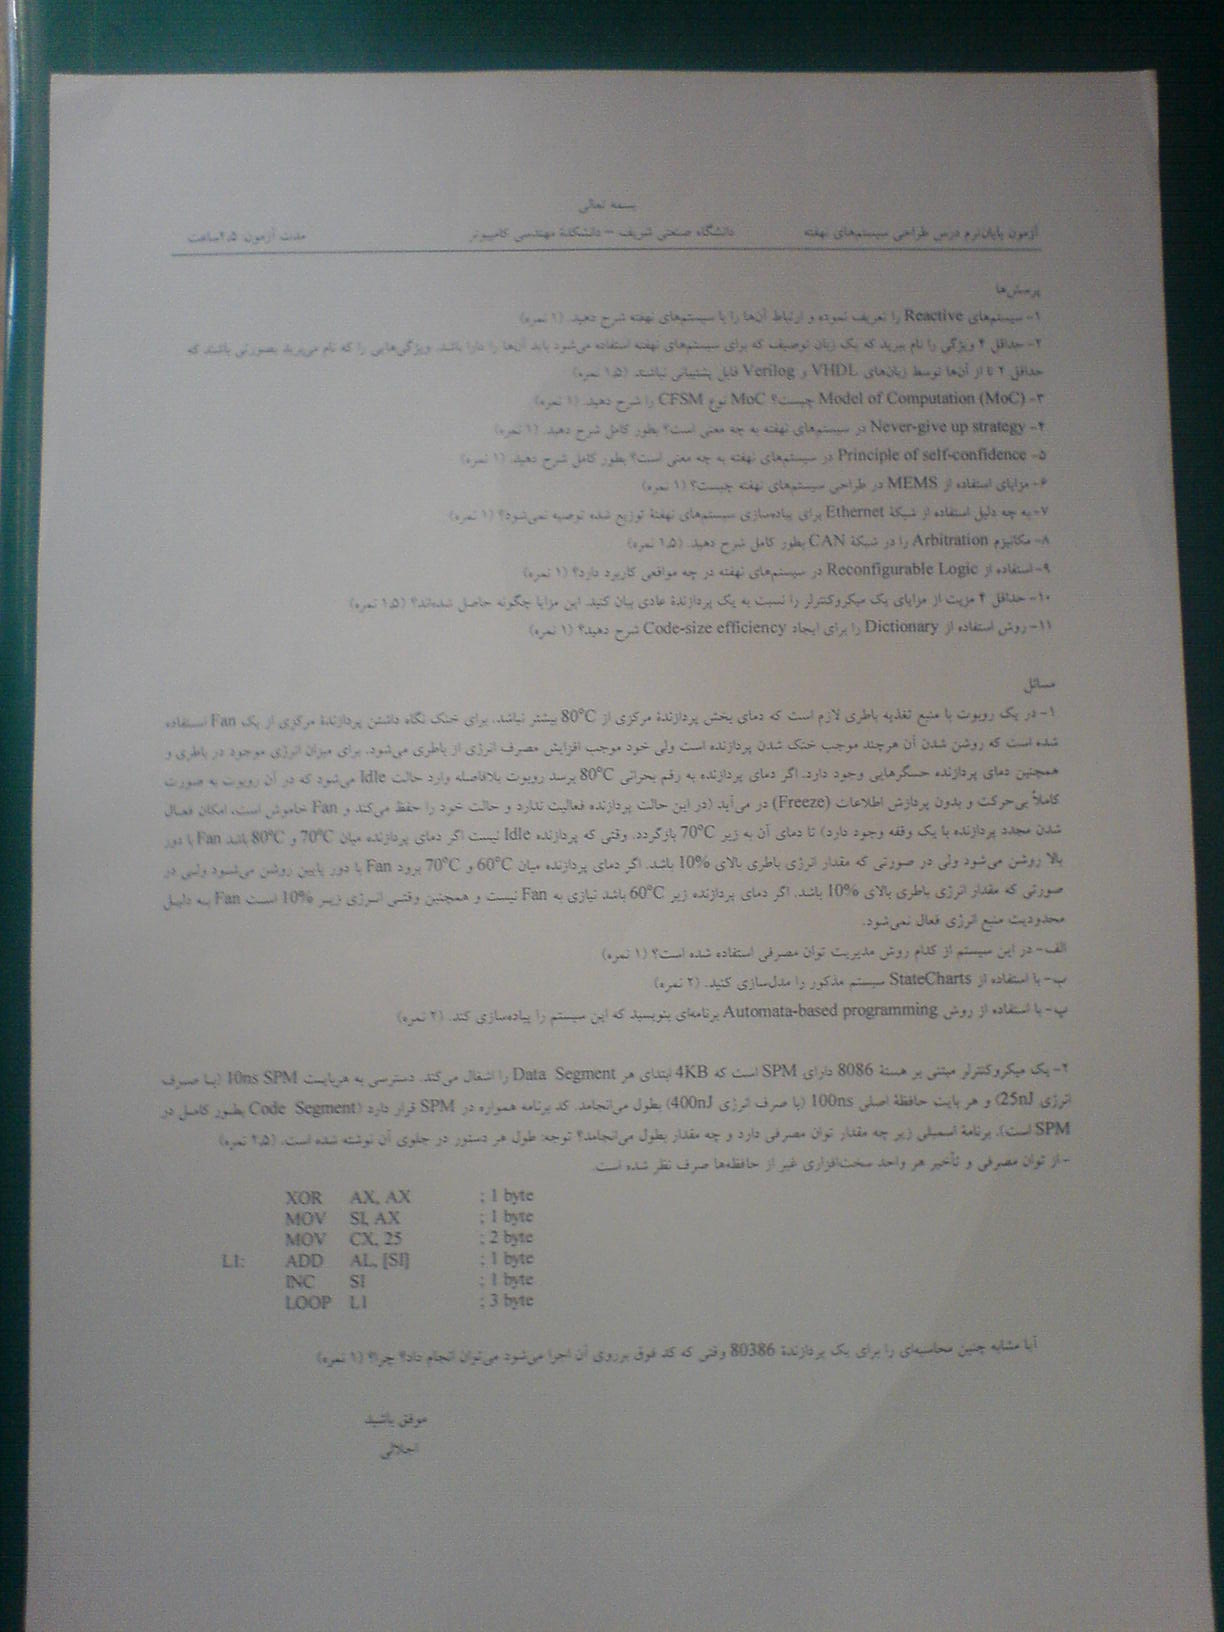 بسمه تعالی
آزمون پایان‌ترم درس طراحی سیستم‌های نهفته دانشگاه صنعتی شریف – دانشکدهٔ مهندسی کامپیوتر مدت آزمون: ۲٫۵ساعت
پرسش‌ها
۱- سیستم‌های Reactive را تعریف نموده و ارتباط آن‌ها را با سیستم‌های نهفته شرح دهید. (۱ نمره)
۲- حداقل ۴ ویژگی را نام ببرید که یک زبان توصیف که برای سیستم‌های نهفته استفاده می‌شود باید آن‌ها را دارا باشد. ویژگی‌هایی را که نام می‌برید بصورتی باشند که
حداقل ۲ تا از آن‌ها توسط زبان‌های VHDL و Verilog قابل پشتیبانی نباشند. (۱٫۵ نمره)
۳- Model of Computation (MoC) چیست؟ MoC نوع CFSM را شرح دهید. (۱ نمره)
۴- Never-give up strategy در سیستم‌های نهفته به چه معنی است؟ بطور کامل شرح دهید. (۱ نمره)
۵- Principle of self-confidence در سیستم‌های نهفته به چه معنی است؟ بطور کامل شرح دهید. (۱ نمره)
۶- مزایای استفاده از MEMS در طراحی سیستم‌های نهفته چیست؟ (۱ نمره)
۷- به چه دلیل استفاده از شبکهٔ Ethernet برای پیاده‌سازی سیستم‌های نهفتهٔ توزیع شده توصیه نمی‌شود؟ (۱ نمره)
۸- مکانیزم Arbitration را در شبکهٔ CAN بطور کامل شرح دهید. (۱٫۵ نمره)
۹- استفاده از Reconfigurable Logic در سیستم‌های نهفته در چه مواقعی کاربرد دارد؟ (۱ نمره)
۱۰- حداقل ۴ مزیت از مزایای یک میکروکنترلر را نسبت به یک پردازندهٔ عادی بیان کنید. این مزایا چگونه حاصل شده‌اند؟ (۱٫۵ نمره)
۱۱- روش استفاده از Dictionary را برای ایجاد Code-size efficiency شرح دهید؟ (۱ نمره)
مسائل
۱- در یک روبوت با منبع تغذیه باطری لازم است که دمای بخش پردازندهٔ مرکزی از 80°C بیشتر نباشد. برای خنک نگاه داشتن پردازندهٔ مرکزی از یک Fan استفاده
شده است که روشن شدن آن هرچند موجب خنک شدن پردازنده است ولی خود موجب افزایش مصرف انرژی از باطری می‌شود. برای میزان انرژی موجود در باطری و
همچنین دمای پردازنده حسگرهایی وجود دارد. اگر دمای پردازنده به رقم بحرانی 80°C برسد روبوت بلافاصله وارد حالت Idle می‌شود که در آن روبوت به صورت
کاملاً بی‌حرکت و بدون پردازش اطلاعات (Freeze) در می‌آید (در این حالت پردازنده فعالیت ندارد و حالت خود را حفظ می‌کند و Fan خاموش است، امکان فعال
شدن مجدد پردازنده با یک وقفه وجود دارد) تا دمای آن به زیر 70°C بازگردد. وقتی که پردازنده Idle نیست اگر دمای پردازنده میان 70°C و 80°C باشد Fan با دور
بالا روشن می‌شود ولی در صورتی که مقدار انرژی باطری بالای 10% باشد. اگر دمای پردازنده میان 60°C و 70°C برود Fan با دور پایین روشن می‌شود ولی در
صورتی که مقدار انرژی باطری بالای 10% باشد. اگر دمای پردازنده زیر 60°C باشد نیازی به Fan نیست و همچنین وقتی انرژی زیر 10% است Fan به دلیل
محدودیت منبع انرژی فعال نمی‌شود.
الف- در این سیستم از کدام روش مدیریت توان مصرفی استفاده شده است؟ (۱ نمره)
ب- با استفاده از StateCharts سیستم مذکور را مدل‌سازی کنید. (۲ نمره)
پ- با استفاده از روش Automata-based programming برنامه‌ای بنویسید که این سیستم را پیاده‌سازی کند. (۲ نمره)
۲- یک میکروکنترلر مبتنی بر هستهٔ 8086 دارای SPM است که 4KB ابتدای هر Data Segment را اشغال می‌کند. دسترسی به هربایت SPM 10ns (با صرف
انرژی 25nJ) و هر بایت حافظهٔ اصلی 100ns (با صرف انرژی 400nJ) بطول می‌انجامد. کد برنامه همواره در SPM قرار دارد (Code Segment بطور کامل در
SPM است). برنامهٔ اسمبلی زیر چه مقدار توان مصرفی دارد و چه مقدار بطول می‌انجامد؟ توجه: طول هر دستور در جلوی آن نوشته شده است. (۲٫۵ نمره)
- از توان مصرفی و تأخیر هر واحد سخت‌افزاری غیر از حافظه‌ها صرف نظر شده است.
XOR AX, AX ; 1 byte
MOV SI, AX ; 1 byte
MOV CX, 25 ; 2 byte
L1: ADD AL, [SI] ; 1 byte
INC SI ; 1 byte
LOOP L1 ; 3 byte
آیا مشابه چنین محاسبه‌ای را برای یک پردازندهٔ 80386 وقتی که کد فوق برروی آن اجرا می‌شود می‌توان انجام داد؟ چرا؟ (۱ نمره)
موفق باشید
اجلالی